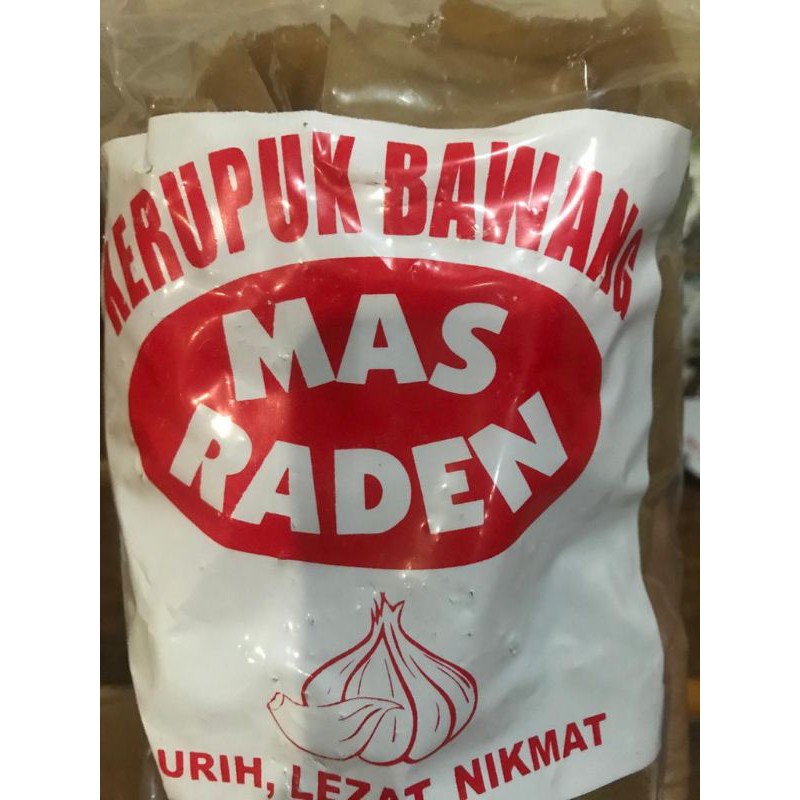 KERUPUK BAWANG
MAS
RADEN
URIH, LEZAT, NIKMAT